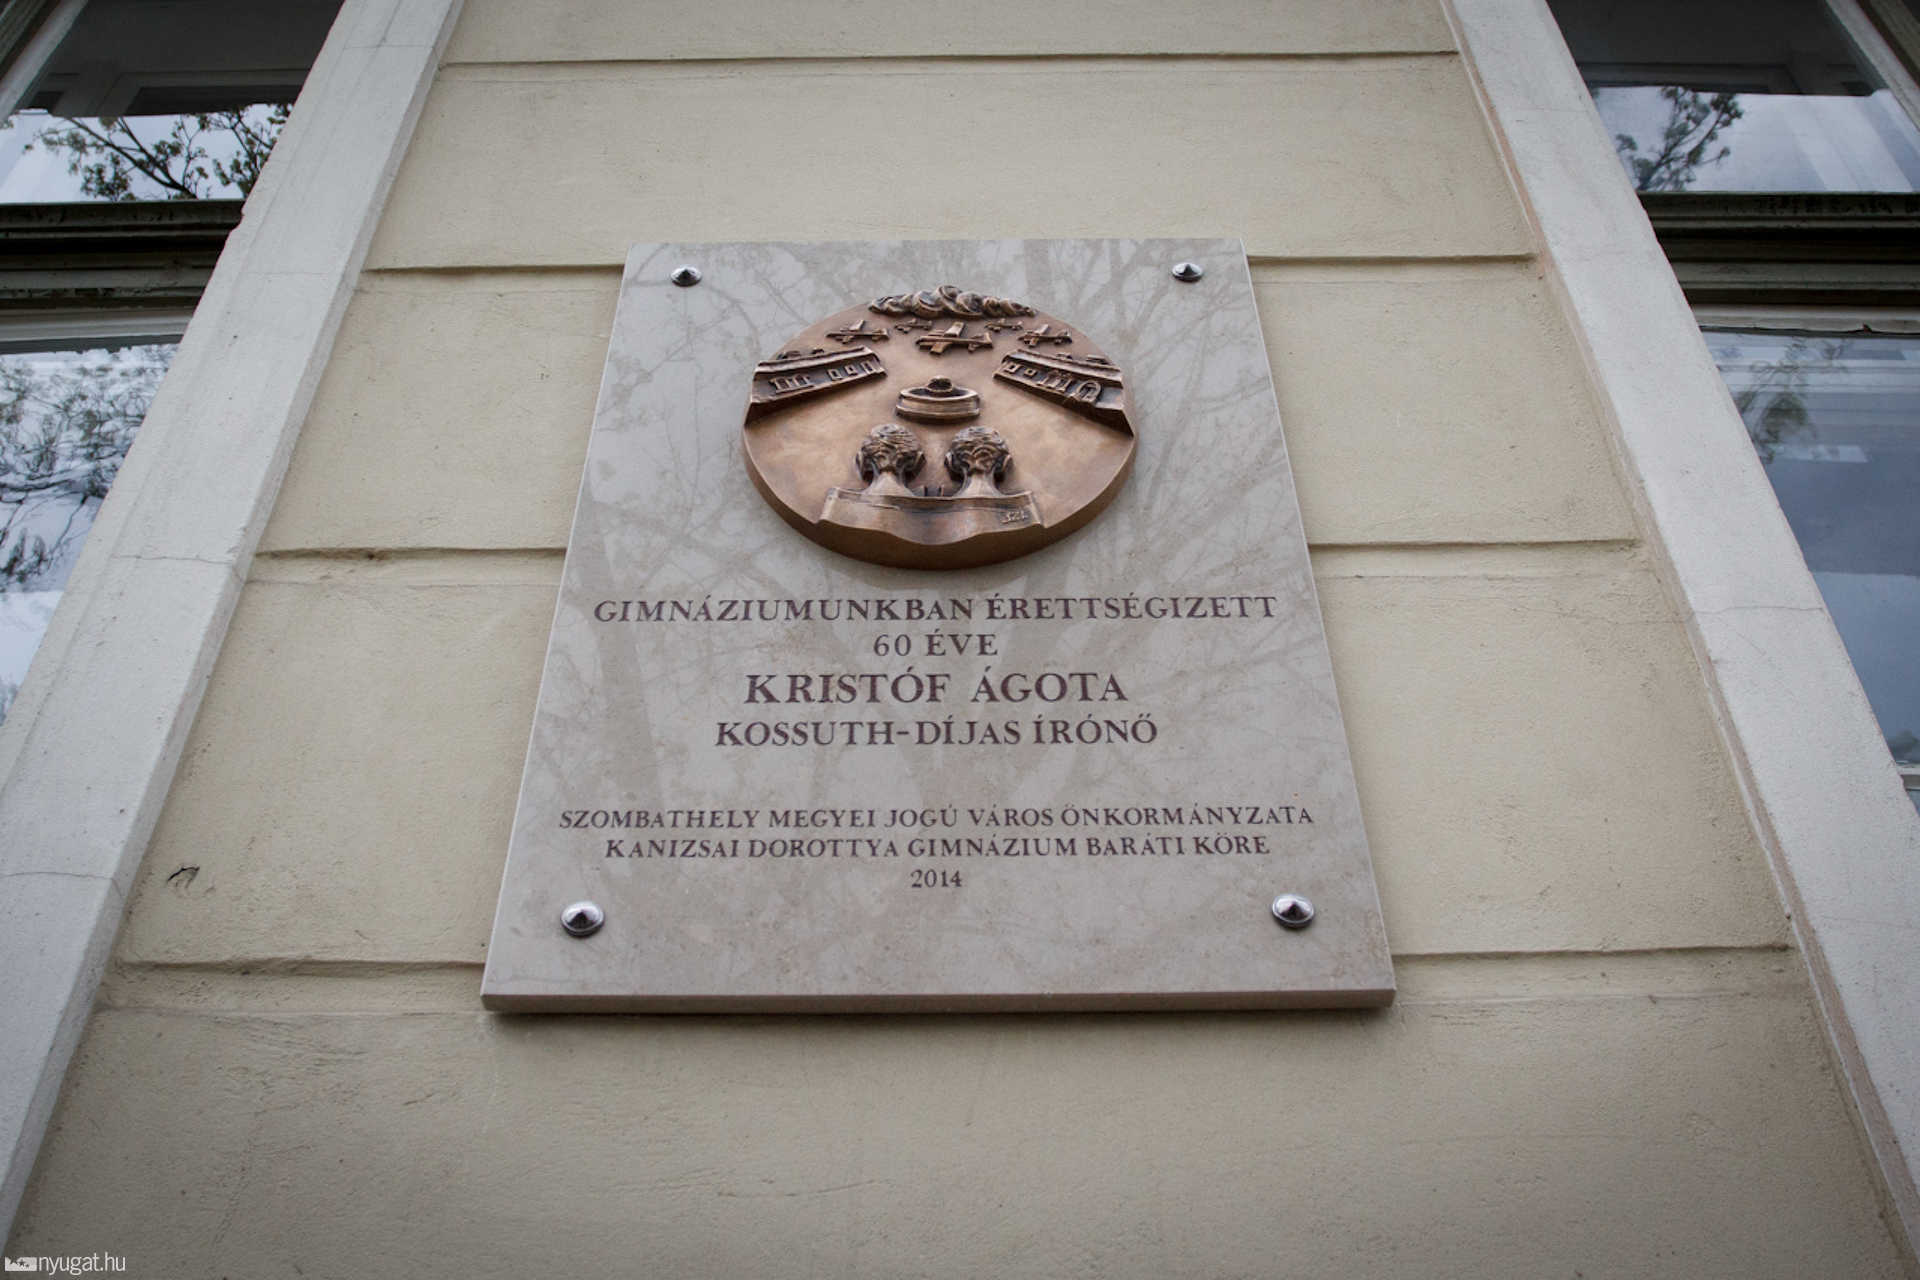 GIMNÁZIUMUNKBAN ÉRETTSÉGIZETT
60 ÉVE
KRISTÓF ÁGOTA
KOSSUTH-DÍJAS ÍRÓNŐ
SZOMBATHELY MEGYEI JOGÚ VÁROS ÖNKORMÁNYZATA
KANIZSAI DOROTTYA GIMNÁZIUM BARÁTI KÖRE
2014
nyugat.hu